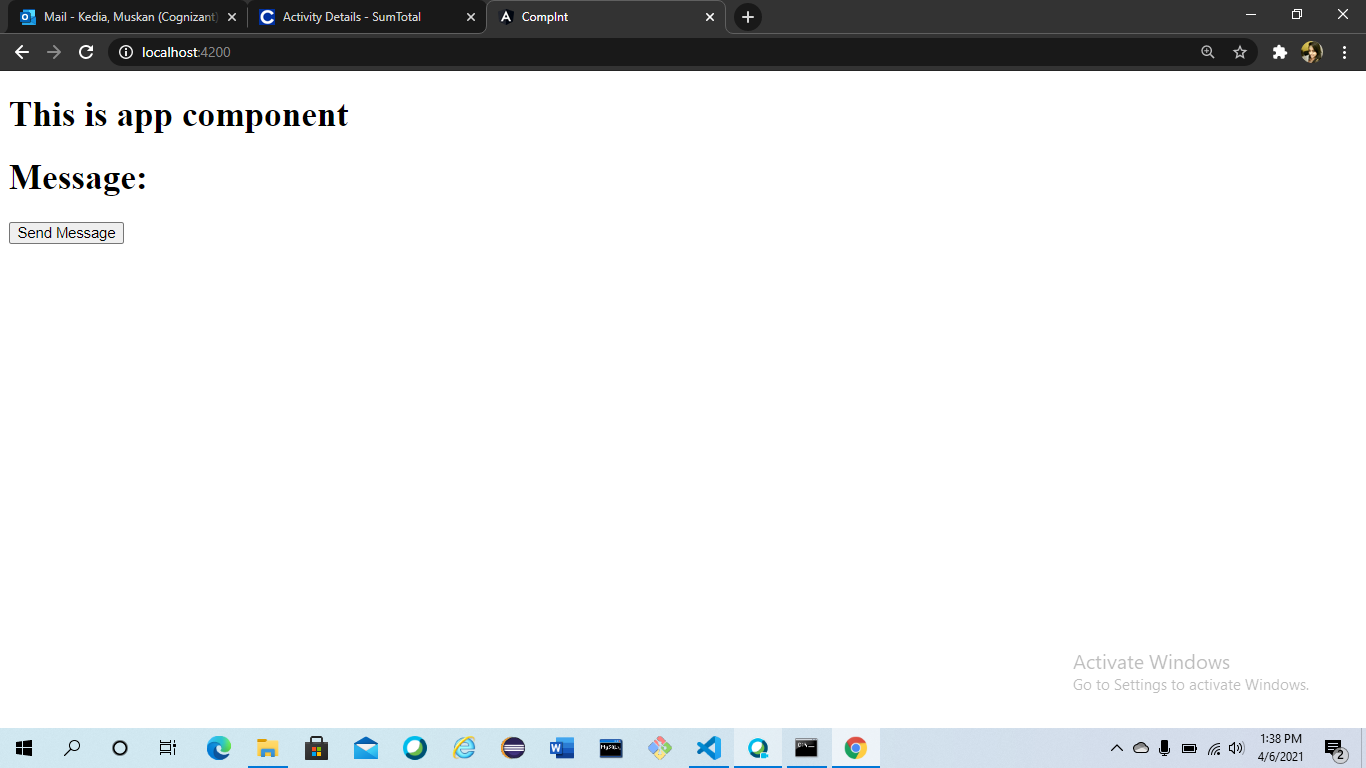 Mail - Kedia, Muskan (Cognizant)
Activity Details - SumTotal
CompInt
localhost:4200
This is app component
Message:
Send Message
Activate Windows
Go to Settings to activate Windows.
1:38 PM
4/6/2021
2